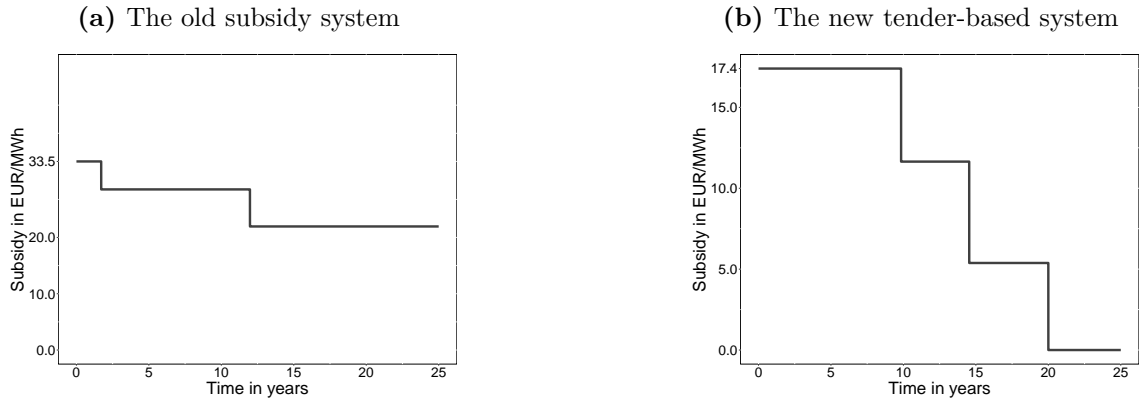 (a) The old subsidy system
Subsidy in EUR/MWh
33.5
20.0
10.0
0.0
0 5 10 15 20 25
Time in years
(b) The new tender-based system
Subsidy in EUR/MWh
17.4
15.0
10.0
5.0
0.0
0 5 10 15 20 25
Time in years